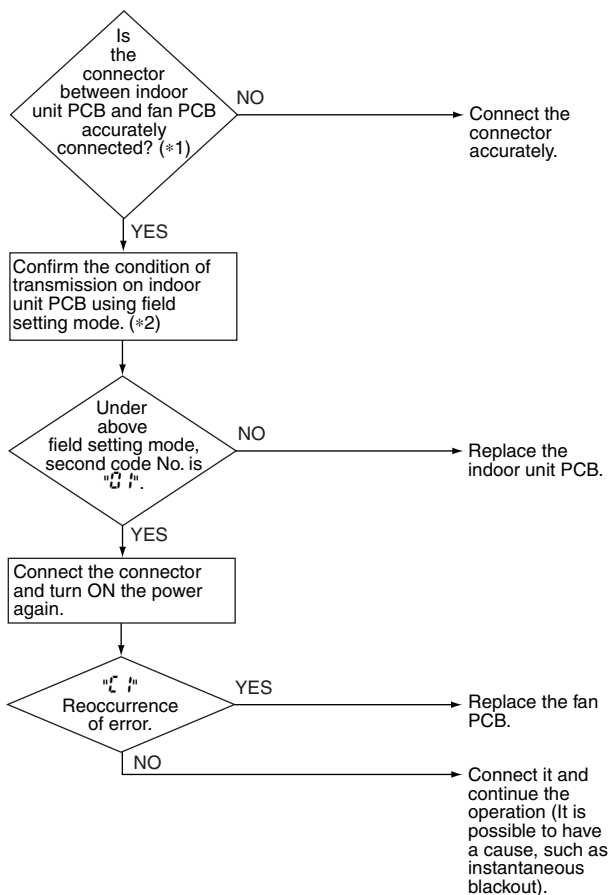 Is
the
connector
between indoor
unit PCB and fan PCB
accurately
connected? (*1)
NO
Connect the
connector
accurately.
YES
Confirm the condition of
transmission on indoor
unit PCB using field
setting mode. (*2)
Under
above
field setting mode,
second code No. is
"01".
NO
Replace the
indoor unit PCB.
YES
Connect the connector
and turn ON the power
again.
"C1"
Reoccurrence
of error.
YES
Replace the fan
PCB.
NO
Connect it and
continue the
operation (It is
possible to have
a cause, such as
instantaneous
blackout).